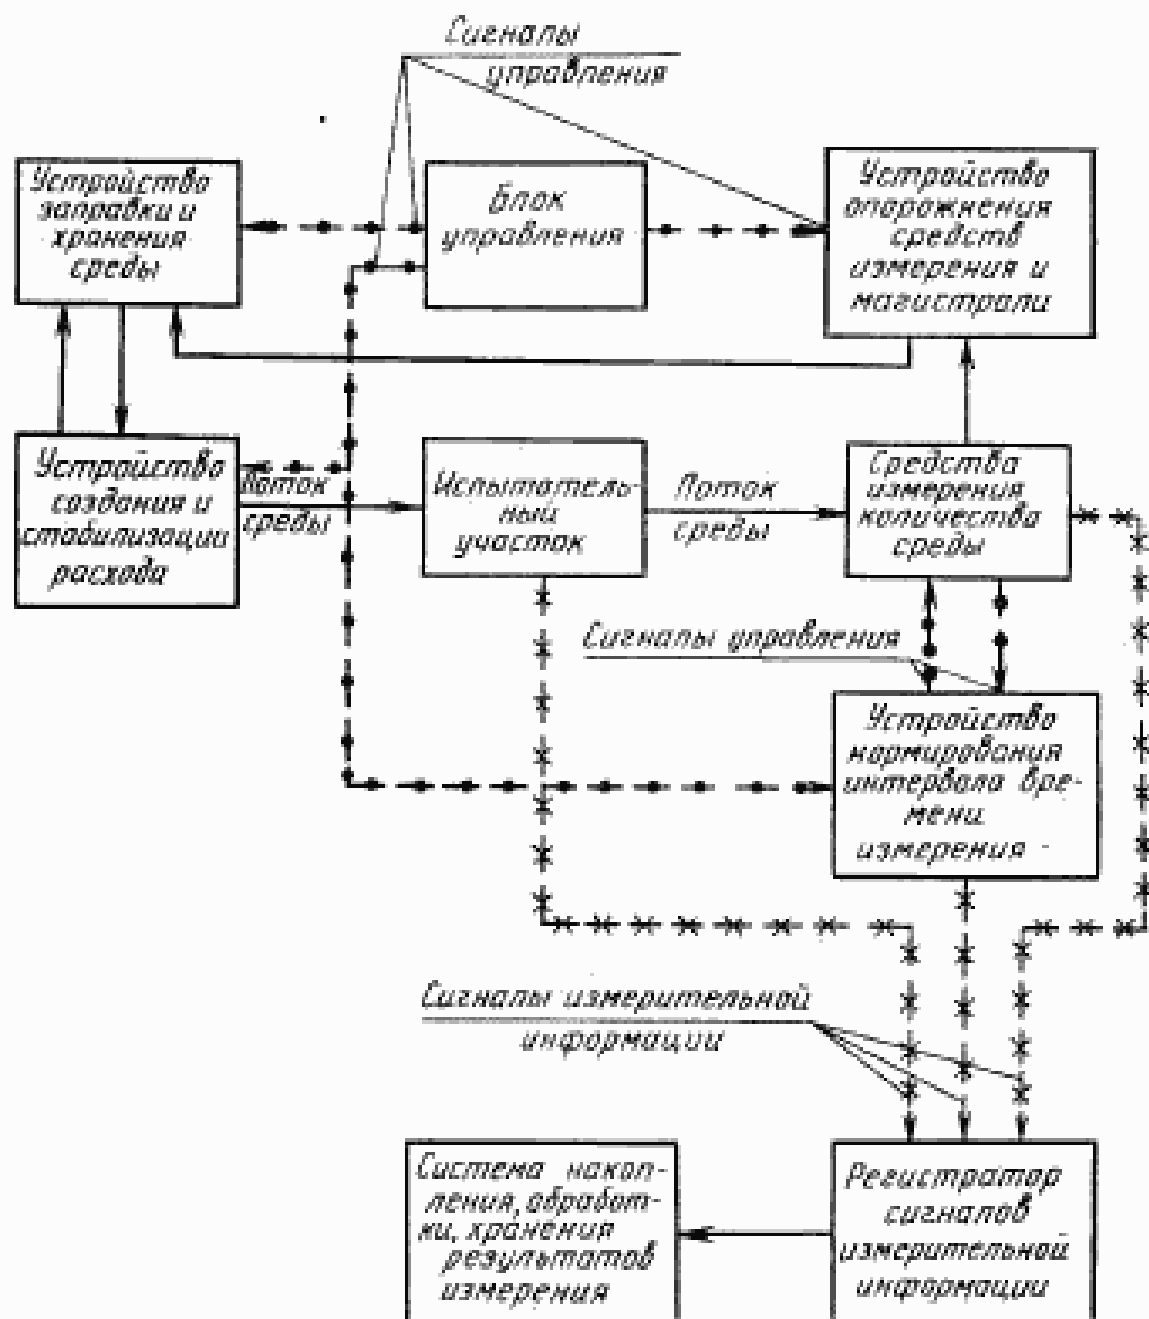 Сигналы
управления
Устройство
заправки и
хранения
среды
Блок
управления
Устройство
опорожнения
средств
измерения и
магистрали
Устройство
создания и
стабилизации
расхода
Поток
среды
Испытатель-
ный
участок
Поток
среды
Средства
измерения
количества
среды
Сигналы управления
Устройство
нормирования
интервала вре-
мени
измерения
Сигналы измерительной
информации
Система накоп-
ления, обработ-
ки, хранения
результатов
измерения
Регистратор
сигналов
измерительной
информации